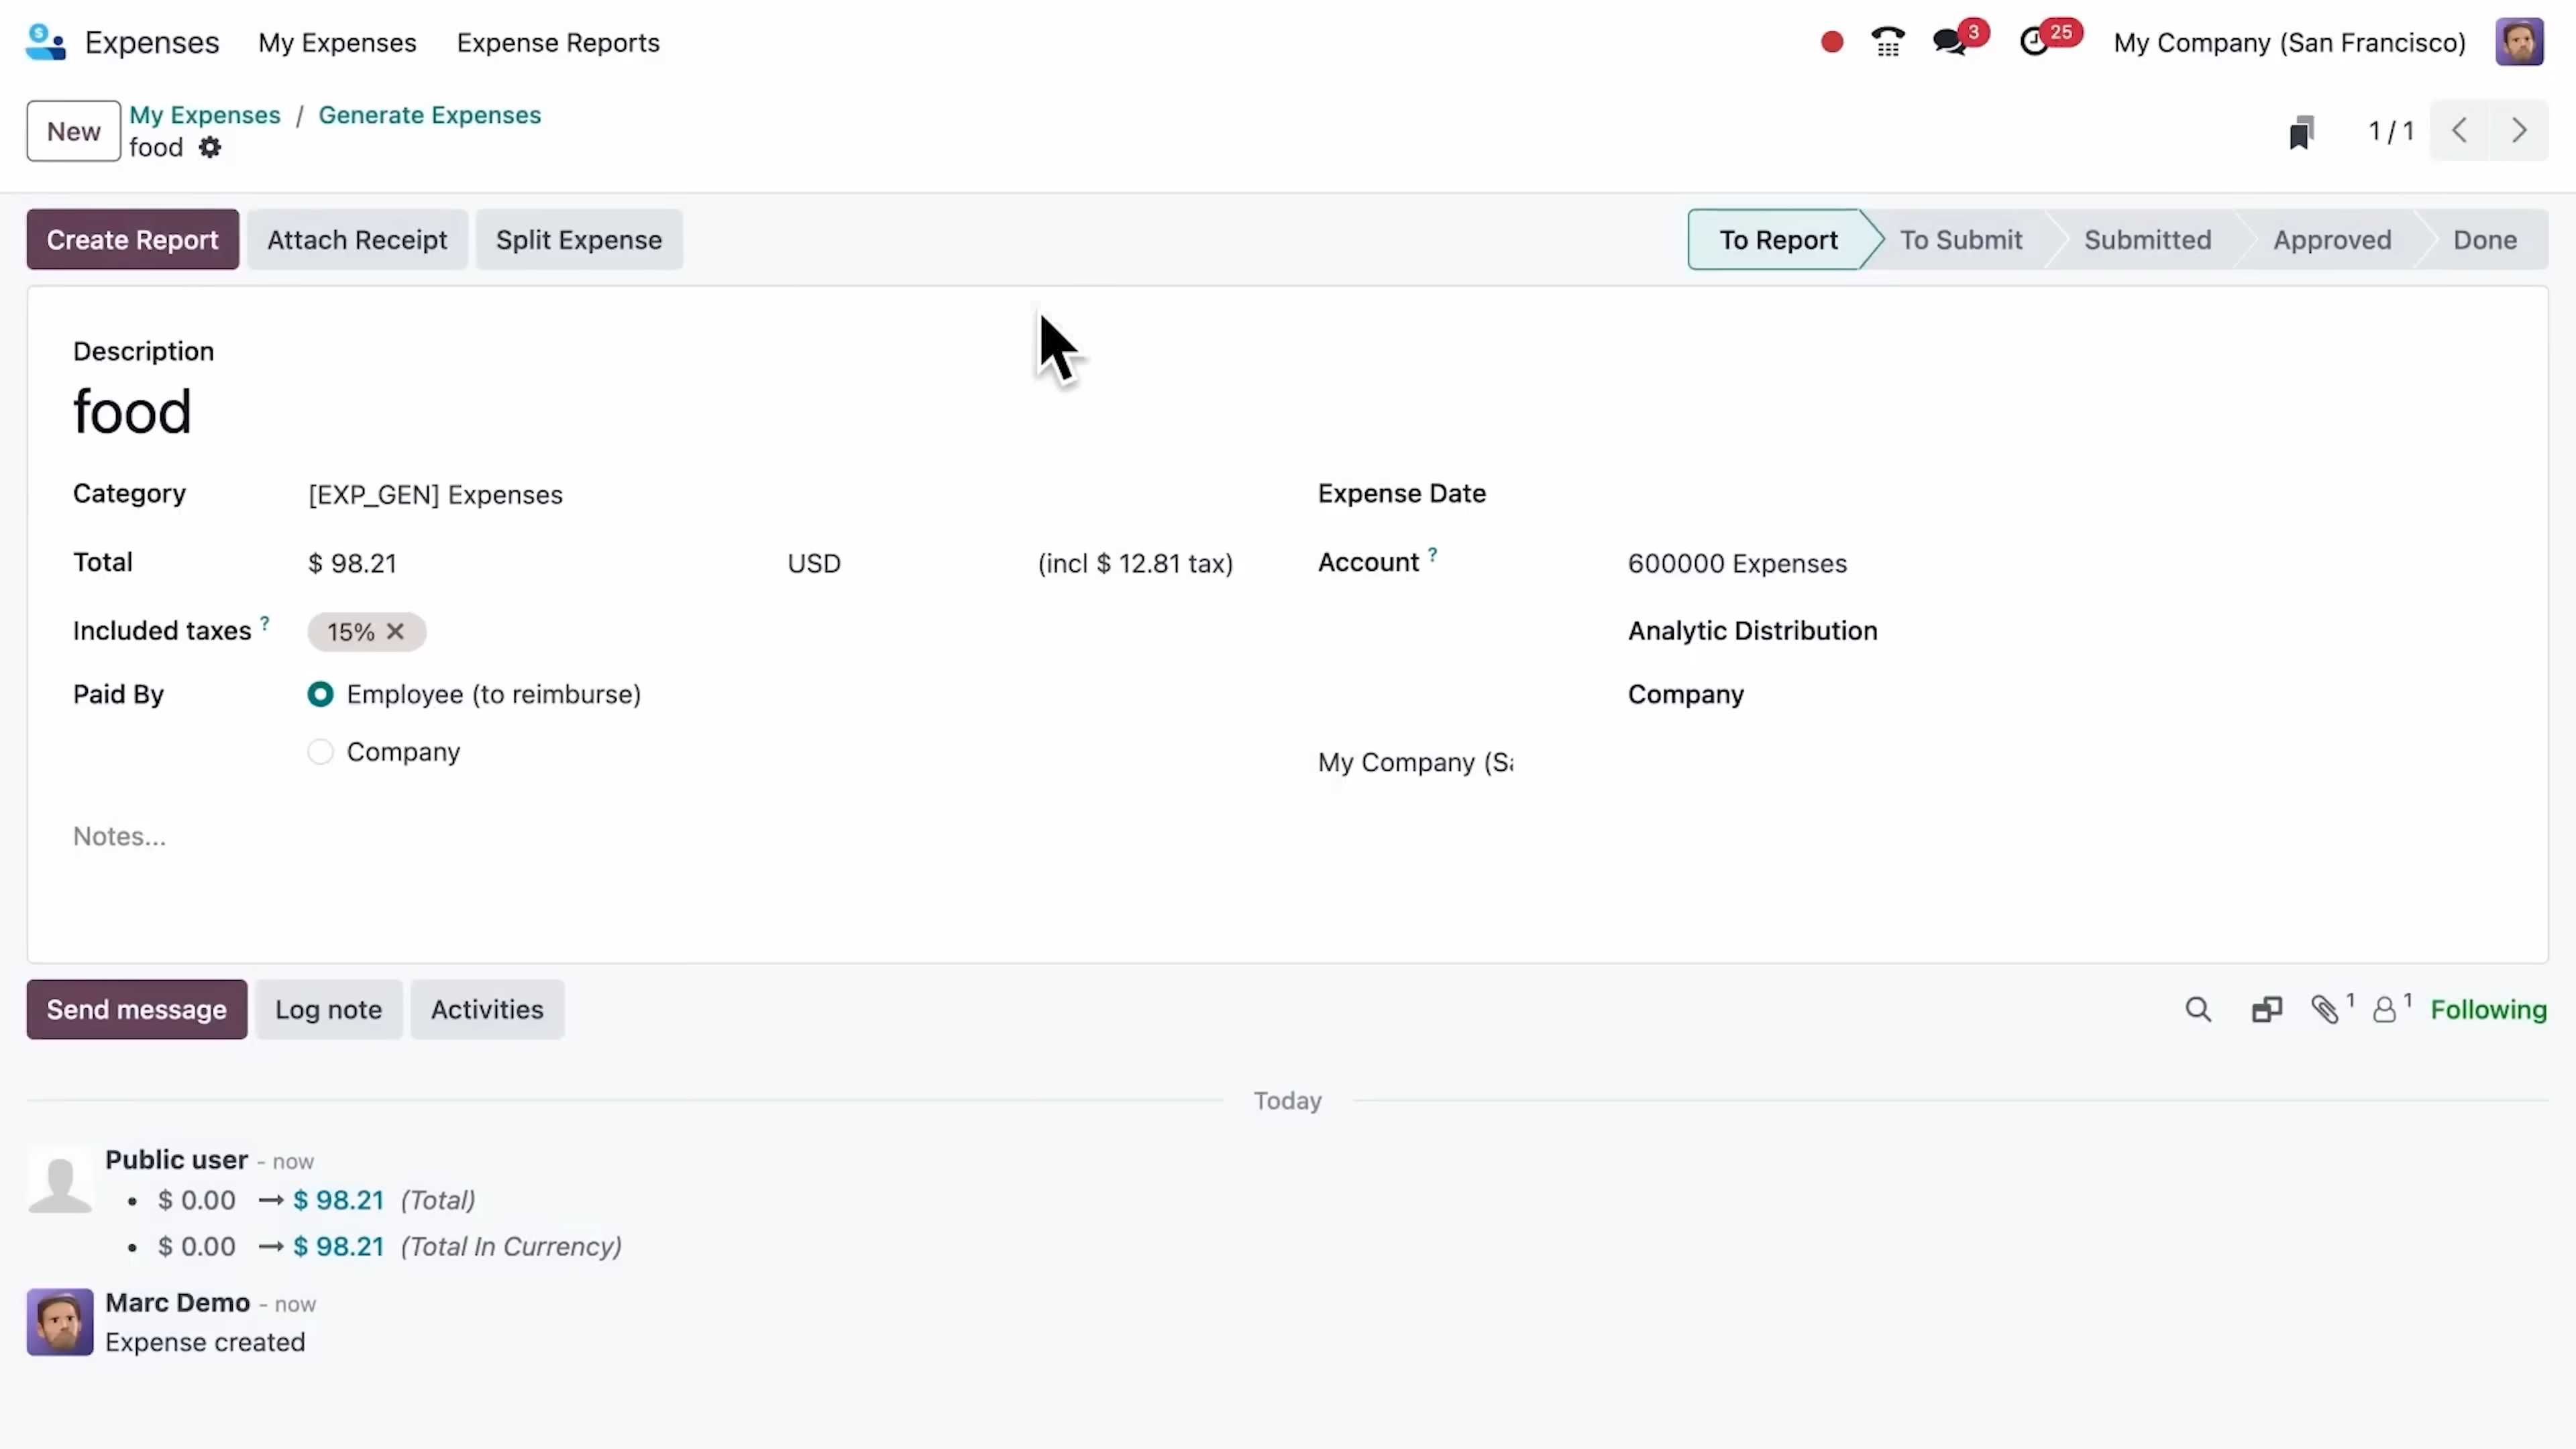 Expenses My Expenses Expense Reports 3 25 My Company (San Francisco)
New My Expenses / Generate Expenses
food 1 / 1
Create Report Attach Receipt Split Expense To Report To Submit Submitted Approved Done
Description
food
Category [EXP_GEN] Expenses Expense Date
Total $ 98.21 USD (incl $ 12.81 tax) Account ? 600000 Expenses
Included taxes ? 15% Analytic Distribution
Paid By Employee (to reimburse) Company
Company
My Company (Sa
Notes...
Send message Log note Activities 1 1 Following
Today
Public user - now
• $ 0.00 → $ 98.21 (Total)
• $ 0.00 → $ 98.21 (Total In Currency)
Marc Demo - now
Expense created